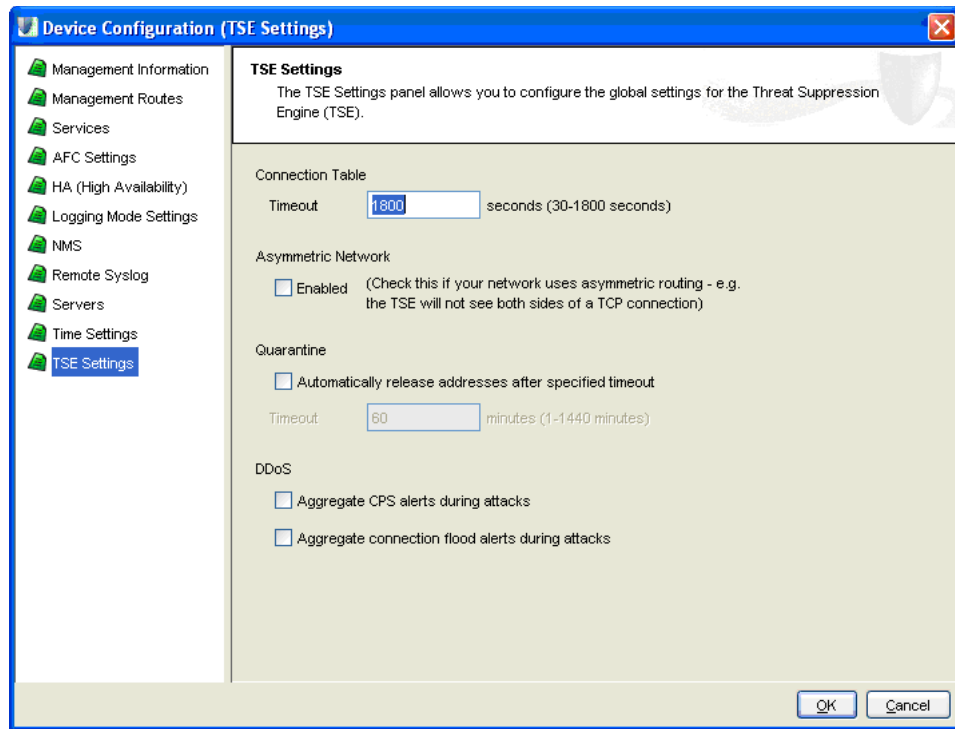 Device Configuration (TSE Settings)
Management Information
Management Routes
Services
AFC Settings
HA (High Availability)
Logging Mode Settings
NMS
Remote Syslog
Servers
Time Settings
TSE Settings
TSE Settings
The TSE Settings panel allows you to configure the global settings for the Threat Suppression
Engine (TSE).
Connection Table
Timeout 1800 seconds (30-1800 seconds)
Asymmetric Network
Enabled (Check this if your network uses asymmetric routing - e.g.
the TSE will not see both sides of a TCP connection)
Quarantine
Automatically release addresses after specified timeout
Timeout 60 minutes (1-1440 minutes)
DDoS
Aggregate CPS alerts during attacks
Aggregate connection flood alerts during attacks
OK Cancel